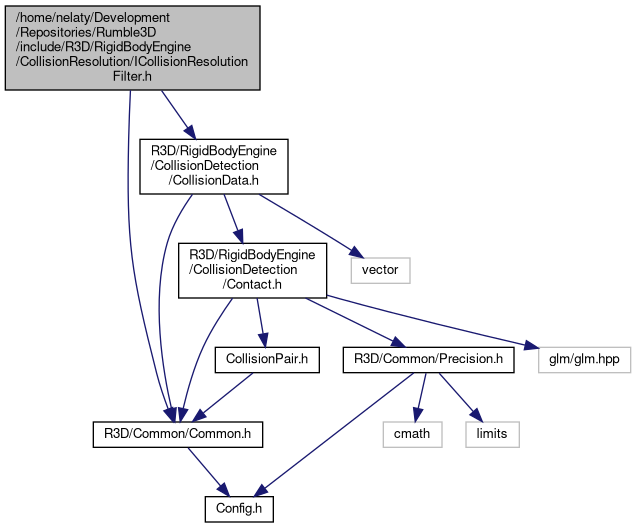 /home/nelaty/Development
/Repositories/Rumble3D
/include/R3D/RigidBodyEngine
/CollisionResolution/ICollisionResolution
Filter.h
R3D/RigidBodyEngine
/CollisionDetection
/CollisionData.h
R3D/RigidBodyEngine
/CollisionDetection
/Contact.h
vector
CollisionPair.h
R3D/Common/Precision.h
glm/glm.hpp
R3D/Common/Common.h
cmath
limits
Config.h